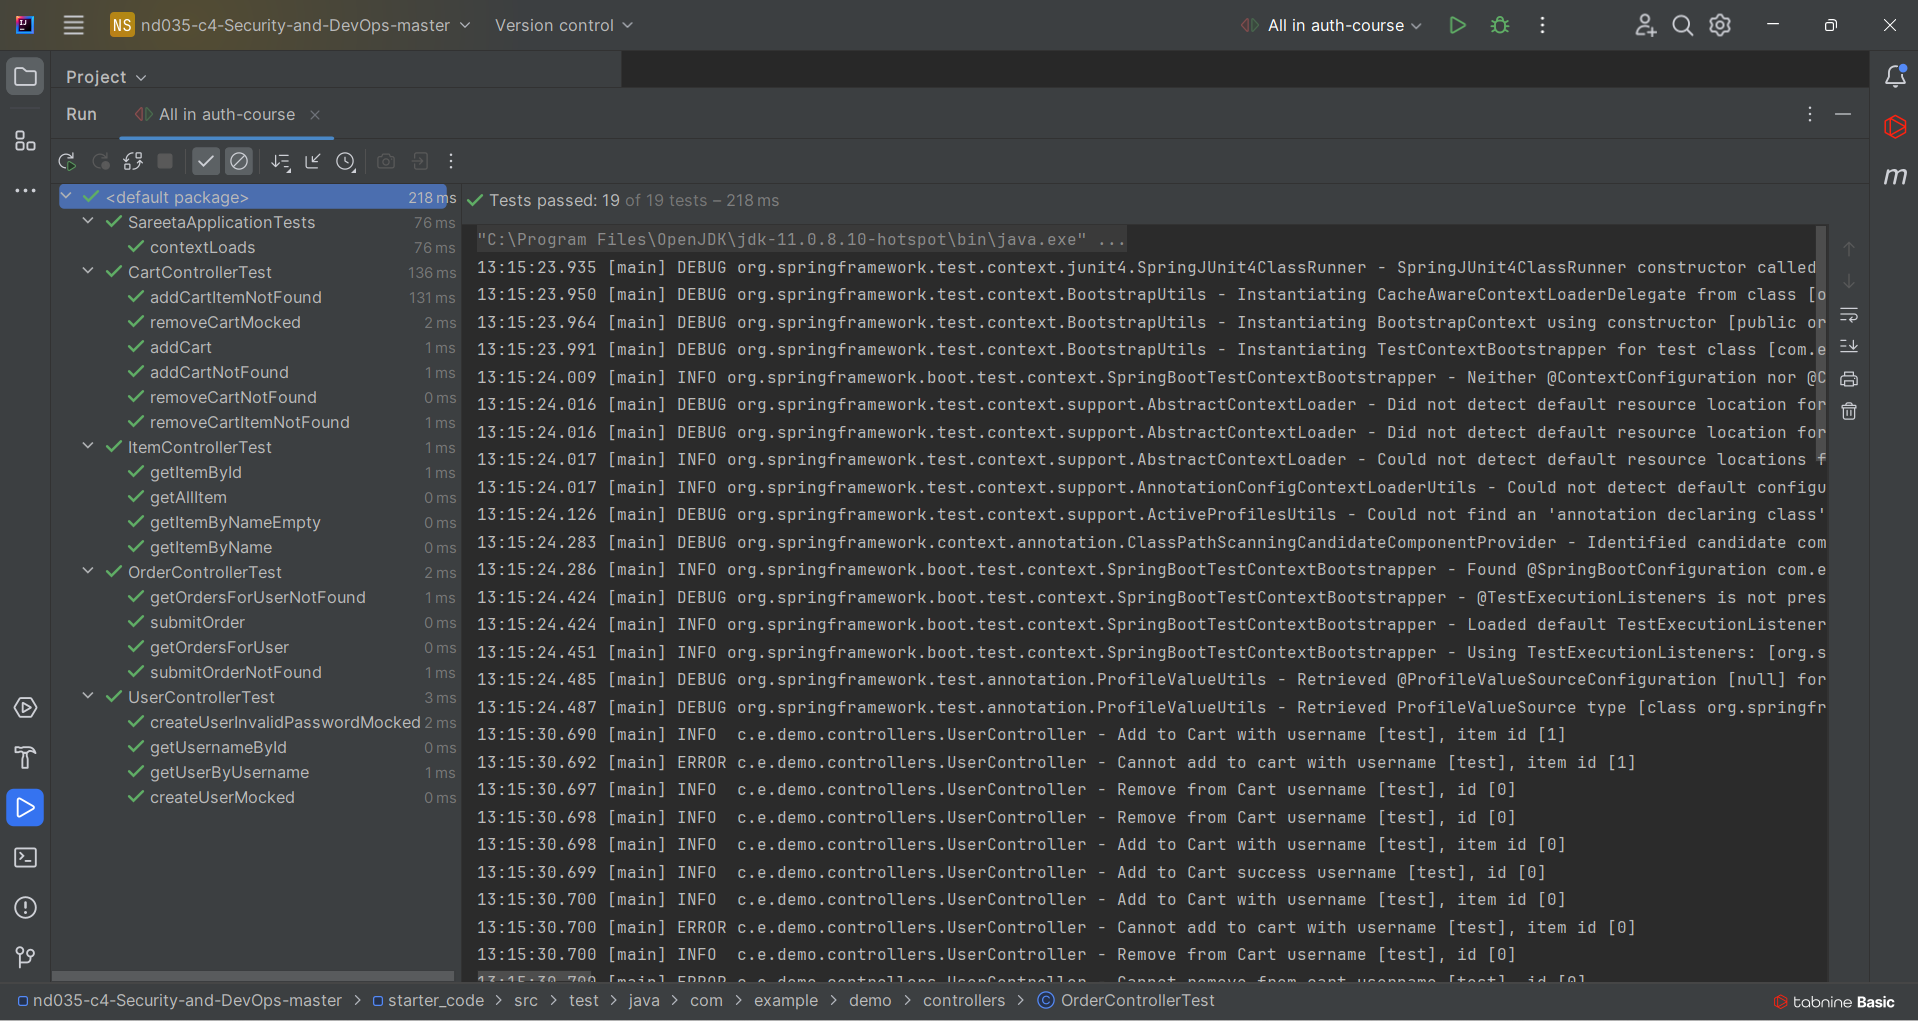 NS nd035-c4-Security-and-DevOps-master Version control All in auth-course
Project
Run All in auth-course
<default package> 218 ms
SareetaApplicationTests 76 ms
contextLoads 76 ms
CartControllerTest 136 ms
addCartItemNotFound 131 ms
removeCartMocked 2 ms
addCart 1 ms
addCartNotFound 1 ms
removeCartNotFound 0 ms
removeCartItemNotFound 1 ms
ItemControllerTest 1 ms
getItemById 1 ms
getAllItem 0 ms
getItemByNameEmpty 0 ms
getItemByName 0 ms
OrderControllerTest 2 ms
getOrdersForUserNotFound 1 ms
submitOrder 0 ms
getOrdersForUser 0 ms
submitOrderNotFound 1 ms
UserControllerTest 3 ms
createUserInvalidPasswordMocked 2 ms
getUsernameById 0 ms
getUserByUsername 1 ms
createUserMocked 0 ms
Tests passed: 19 of 19 tests – 218 ms
"C:\Program Files\OpenJDK\jdk-11.0.8.10-hotspot\bin\java.exe" ...
13:15:23.935 [main] DEBUG org.springframework.test.context.junit4.SpringJUnit4ClassRunner - SpringJUnit4ClassRunner constructor called
13:15:23.950 [main] DEBUG org.springframework.test.context.BootstrapUtils - Instantiating CacheAwareContextLoaderDelegate from class [o
13:15:23.964 [main] DEBUG org.springframework.test.context.BootstrapUtils - Instantiating BootstrapContext using constructor [public or
13:15:23.991 [main] DEBUG org.springframework.test.context.BootstrapUtils - Instantiating TestContextBootstrapper for test class [com.e
13:15:24.009 [main] INFO org.springframework.boot.test.context.SpringBootTestContextBootstrapper - Neither @ContextConfiguration nor @C
13:15:24.016 [main] DEBUG org.springframework.test.context.support.AbstractContextLoader - Did not detect default resource location for
13:15:24.016 [main] DEBUG org.springframework.test.context.support.AbstractContextLoader - Did not detect default resource location for
13:15:24.017 [main] INFO org.springframework.test.context.support.AbstractContextLoader - Could not detect default resource locations f
13:15:24.017 [main] INFO org.springframework.test.context.support.AnnotationConfigContextLoaderUtils - Could not detect default configu
13:15:24.126 [main] DEBUG org.springframework.test.context.support.ActiveProfilesUtils - Could not find an 'annotation declaring class'
13:15:24.283 [main] DEBUG org.springframework.context.annotation.ClassPathScanningCandidateComponentProvider - Identified candidate com
13:15:24.286 [main] INFO org.springframework.boot.test.context.SpringBootTestContextBootstrapper - Found @SpringBootConfiguration com.e
13:15:24.424 [main] DEBUG org.springframework.boot.test.context.SpringBootTestContextBootstrapper - @TestExecutionListeners is not pres
13:15:24.424 [main] INFO org.springframework.boot.test.context.SpringBootTestContextBootstrapper - Loaded default TestExecutionListener
13:15:24.451 [main] INFO org.springframework.boot.test.context.SpringBootTestContextBootstrapper - Using TestExecutionListeners: [org.s
13:15:24.485 [main] DEBUG org.springframework.test.annotation.ProfileValueUtils - Retrieved @ProfileValueSourceConfiguration [null] for
13:15:24.487 [main] DEBUG org.springframework.test.annotation.ProfileValueUtils - Retrieved ProfileValueSource type [class org.springfr
13:15:30.690 [main] INFO  c.e.demo.controllers.UserController - Add to Cart with username [test], item id [1]
13:15:30.692 [main] ERROR c.e.demo.controllers.UserController - Cannot add to cart with username [test], item id [1]
13:15:30.697 [main] INFO  c.e.demo.controllers.UserController - Remove from Cart username [test], id [0]
13:15:30.698 [main] INFO  c.e.demo.controllers.UserController - Remove from Cart username [test], id [0]
13:15:30.698 [main] INFO  c.e.demo.controllers.UserController - Add to Cart with username [test], item id [0]
13:15:30.699 [main] INFO  c.e.demo.controllers.UserController - Add to Cart success username [test], id [0]
13:15:30.700 [main] INFO  c.e.demo.controllers.UserController - Add to Cart with username [test], item id [0]
13:15:30.700 [main] ERROR c.e.demo.controllers.UserController - Cannot add to cart with username [test], item id [0]
13:15:30.700 [main] INFO  c.e.demo.controllers.UserController - Remove from Cart username [test], id [0]
[main] ERROR c.e.demo.controllers.UserController - Cannot remove from cart username [test], id [0]
nd035-c4-Security-and-DevOps-master > starter_code > src > test > java > com > example > demo > controllers > OrderControllerTest
tabnine Basic